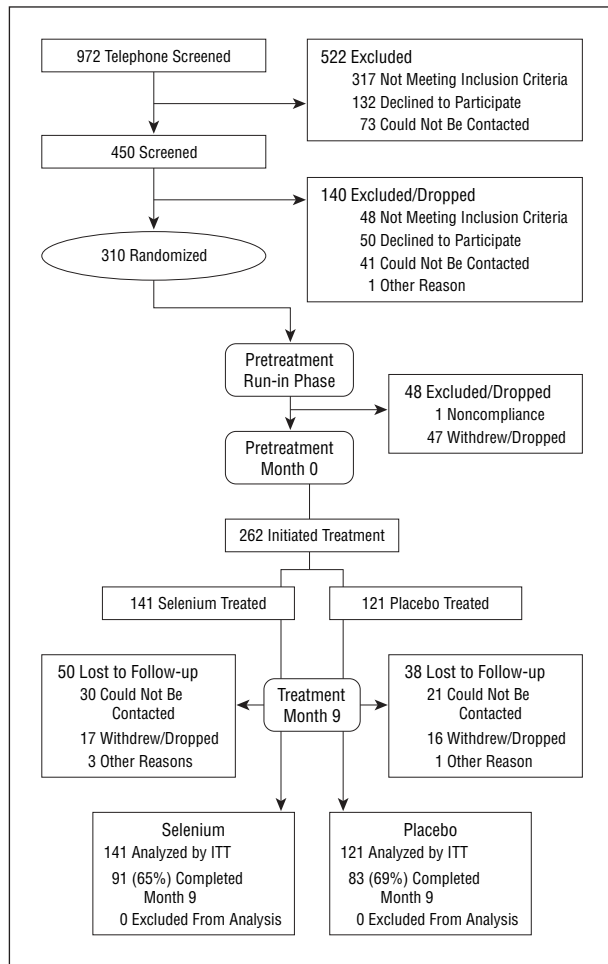 972 Telephone Screened
522 Excluded
317 Not Meeting Inclusion Criteria
132 Declined to Participate
73 Could Not Be Contacted
450 Screened
140 Excluded/Dropped
48 Not Meeting Inclusion Criteria
50 Declined to Participate
41 Could Not Be Contacted
1 Other Reason
310 Randomized
Pretreatment
Run-in Phase
48 Excluded/Dropped
1 Noncompliance
47 Withdrew/Dropped
Pretreatment
Month 0
262 Initiated Treatment
141 Selenium Treated
121 Placebo Treated
50 Lost to Follow-up
30 Could Not Be
Contacted
17 Withdrew/Dropped
3 Other Reasons
Treatment
Month 9
38 Lost to Follow-up
21 Could Not Be
Contacted
16 Withdrew/Dropped
1 Other Reason
Selenium
141 Analyzed by ITT
91 (65%) Completed
Month 9
0 Excluded From Analysis
Placebo
121 Analyzed by ITT
83 (69%) Completed
Month 9
0 Excluded From Analysis